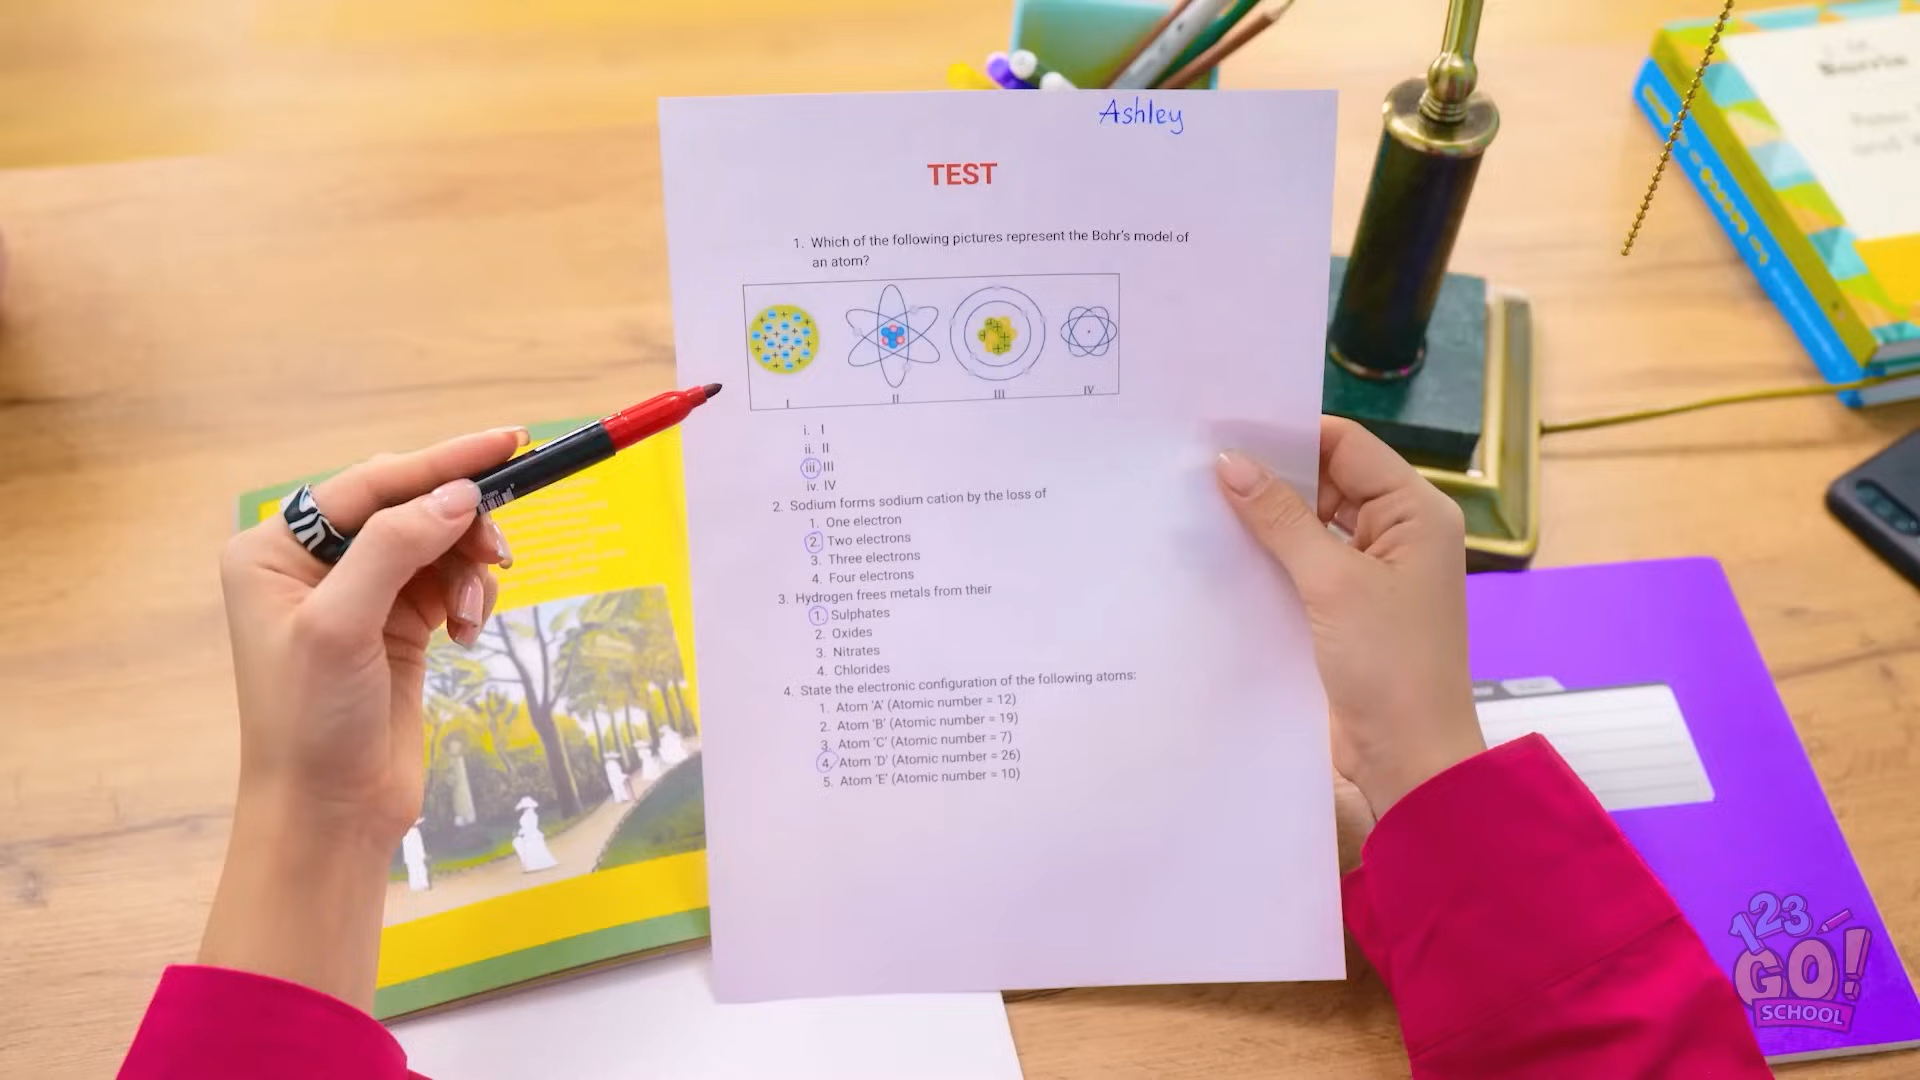 Ashley
TEST
1. Which of the following pictures represent the Bohr's model of
an atom?
I II III IV
i. I
ii. II
iii. III
iv. IV
2. Sodium forms sodium cation by the loss of
1. One electron
2. Two electrons
3. Three electrons
4. Four electrons
3. Hydrogen frees metals from their
1. Sulphates
2. Oxides
3. Nitrates
4. Chlorides
4. State the electronic configuration of the following atoms:
1. Atom 'A' (Atomic number = 12)
2. Atom 'B' (Atomic number = 19)
3. Atom 'C' (Atomic number = 7)
4. Atom 'D' (Atomic number = 26)
5. Atom 'E' (Atomic number = 10)
123
GO!
SCHOOL